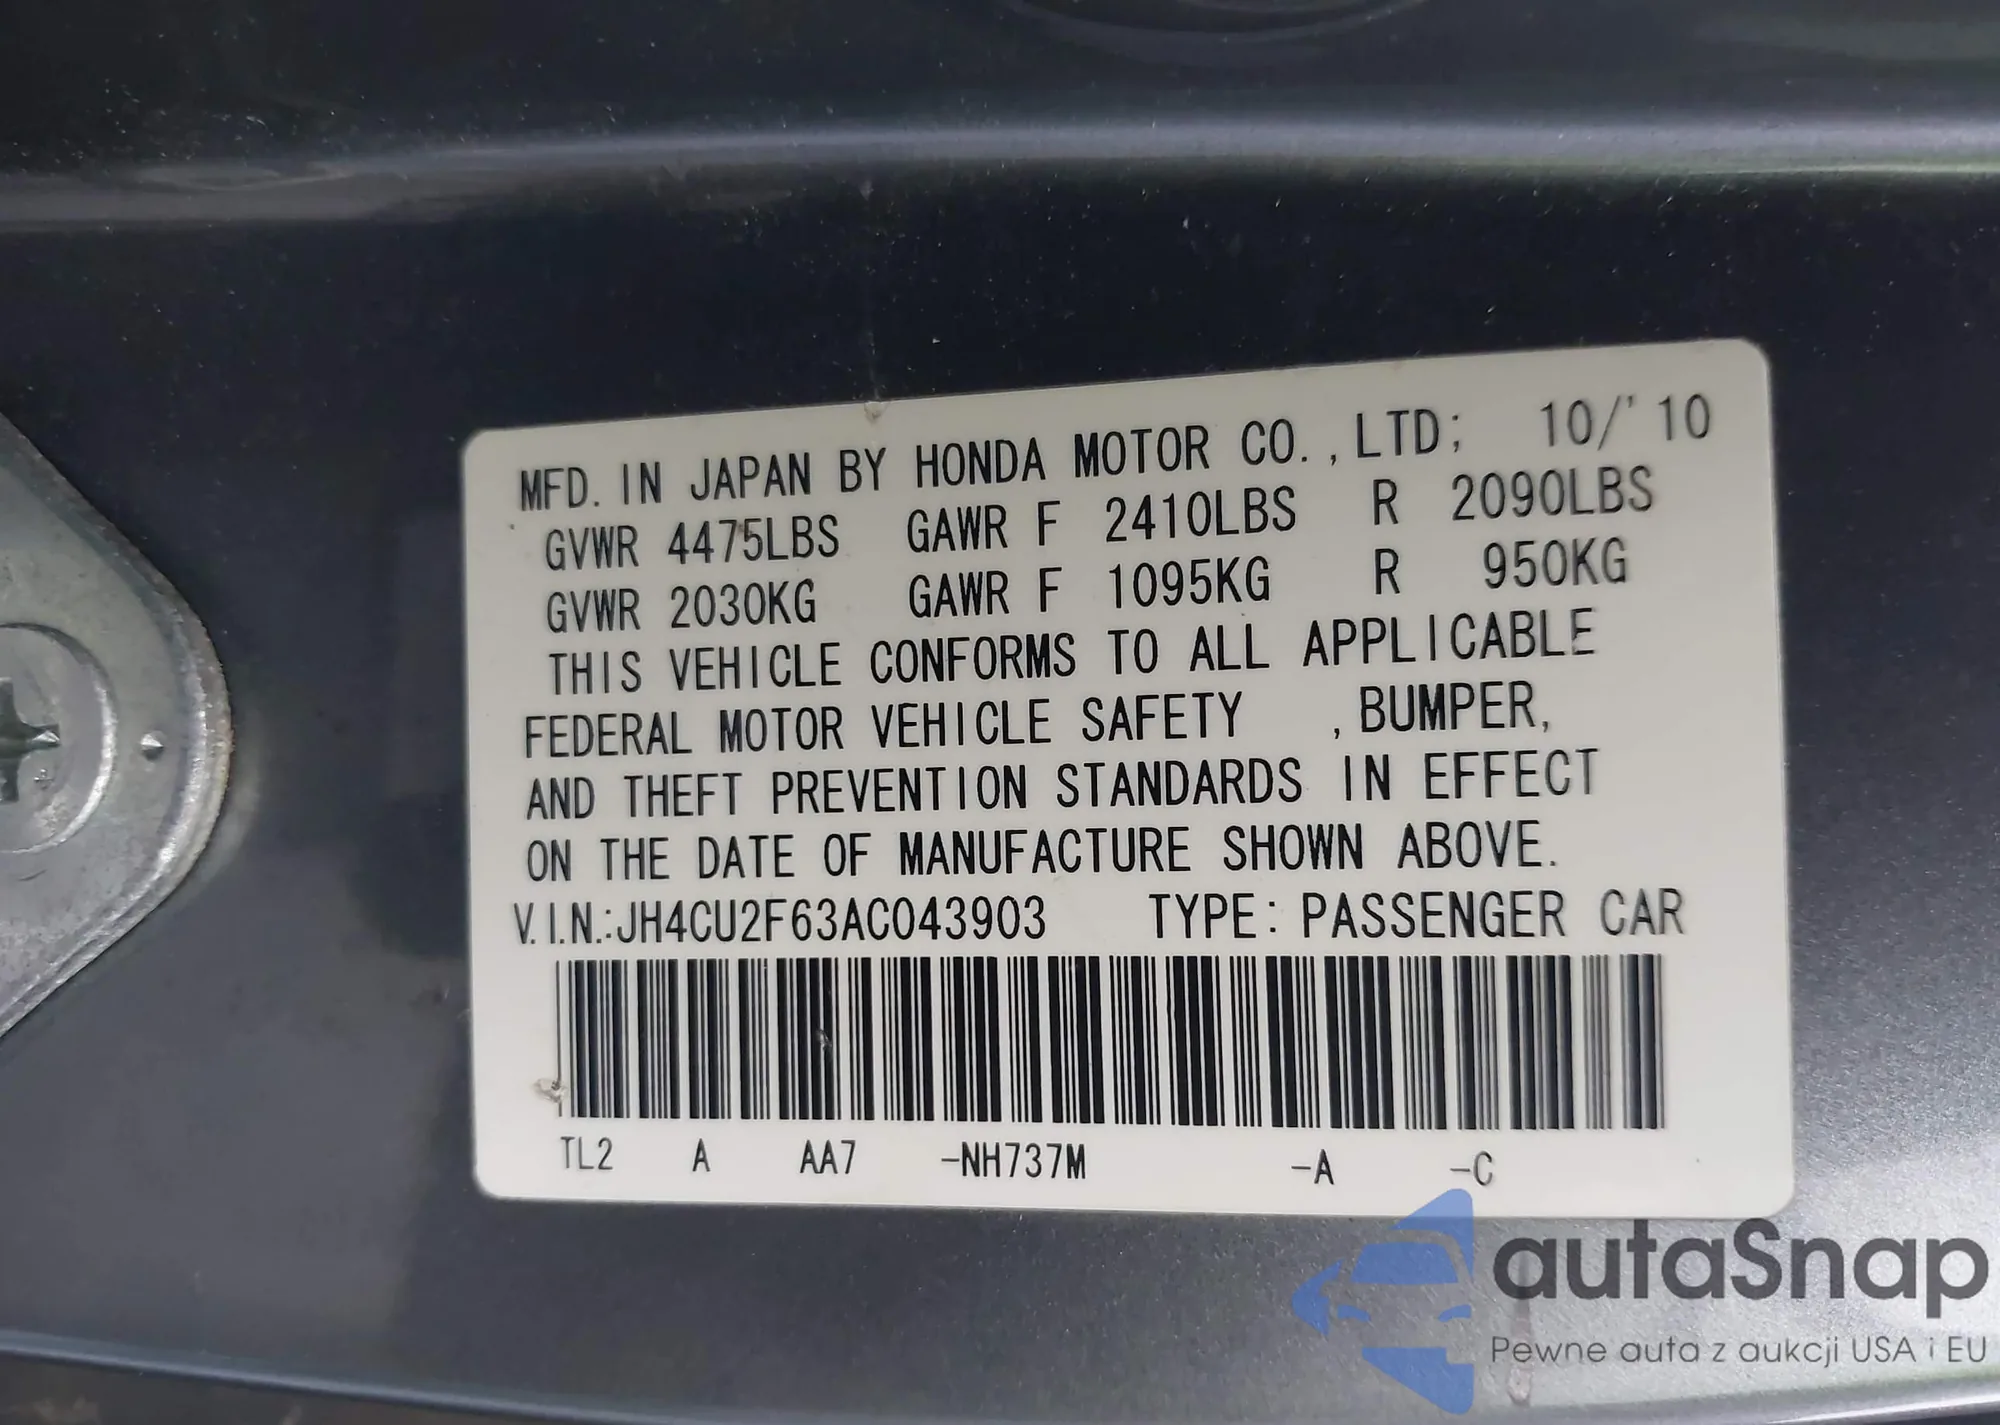 MFD. IN JAPAN BY HONDA MOTOR CO., LTD; 10/'10
GVWR 4475LBS GAWR F 2410LBS R 2090LBS
GVWR 2030KG GAWR F 1095KG R 950KG
THIS VEHICLE CONFORMS TO ALL APPLICABLE
FEDERAL MOTOR VEHICLE SAFETY , BUMPER,
AND THEFT PREVENTION STANDARDS IN EFFECT
ON THE DATE OF MANUFACTURE SHOWN ABOVE.
V.I.N.:JH4CU2F63AC043903 TYPE: PASSENGER CAR
TL2 A AA7 -NH737M -A -C
autaSnap
Pewne auta z aukcji USA i EU